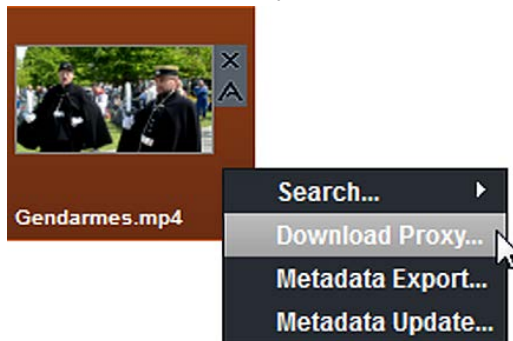 X
A
Gendarmes.mp4
Search...
Download Proxy...
Metadata Export...
Metadata Update...